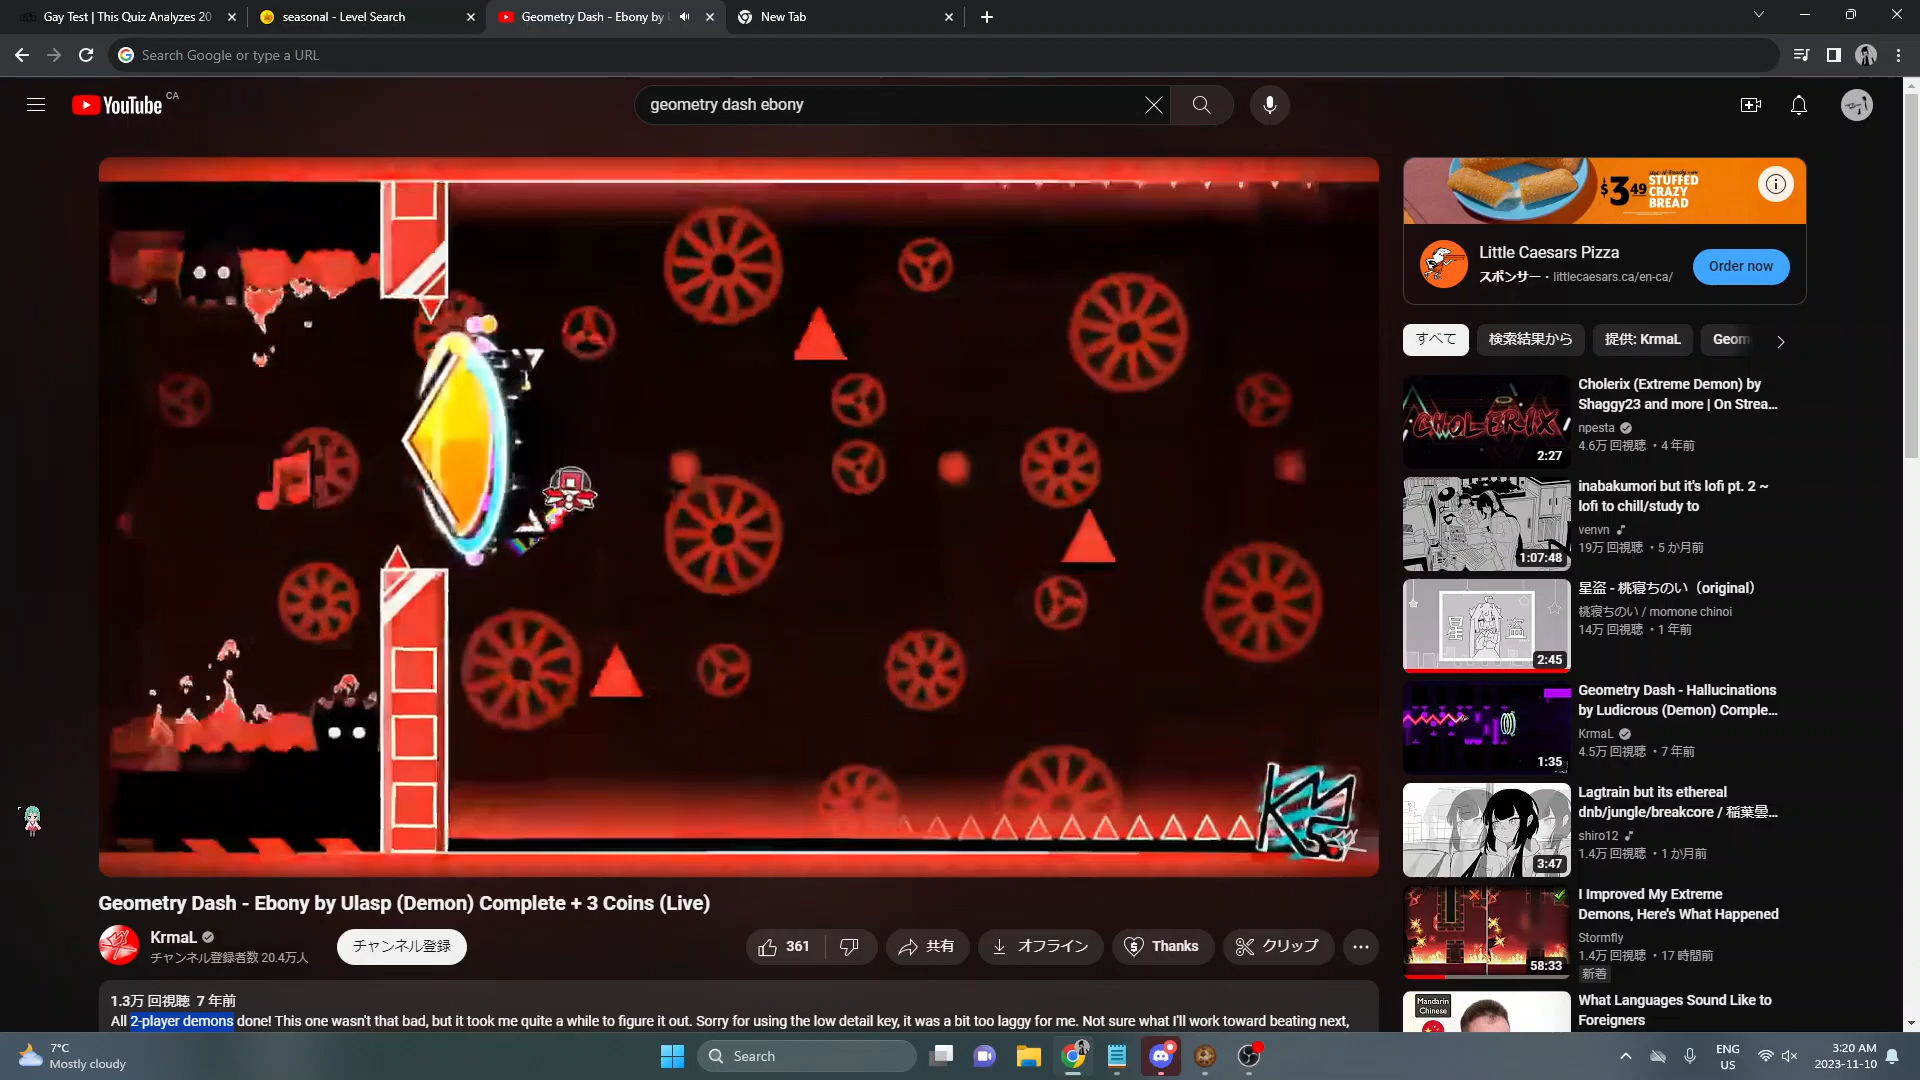 Gay Test | This Quiz Analyzes 20
seasonal - Level Search
Geometry Dash - Ebony by
New Tab
Search Google or type a URL
YouTube CA
geometry dash ebony
$3.49 STUFFED CRAZY BREAD
Little Caesars Pizza
スポンサー・littlecaesars.ca/en-ca/
Order now
すべて
検索結果から
提供: KrmaL
Geom
CHOLERIX
2:27
Cholerix (Extreme Demon) by
Shaggy23 and more | On Strea...
npesta
4.6万 回視聴・4 年前
1:07:48
inabakumori but it's lofi pt. 2 ~
lofi to chill/study to
venvn
19万 回視聴・5 か月前
星 盗
2:45
星盗 - 桃寝ちのい（original）
桃寝ちのい / momone chinoi
14万 回視聴・1 年前
1:35
Geometry Dash - Hallucinations
by Ludicrous (Demon) Comple...
KrmaL
4.5万 回視聴・7 年前
3:47
Lagtrain but its ethereal
dnb/jungle/breakcore / 稲葉曇...
shiro12
1.4万 回視聴・1 か月前
58:33
I Improved My Extreme
Demons, Here's What Happened
Stormfly
1.4万 回視聴・17 時間前
新着
Mandarin
Chinese
What Languages Sound Like to
Foreigners
Geometry Dash - Ebony by Ulasp (Demon) Complete + 3 Coins (Live)
KrmaL
チャンネル登録者数 20.4万人
チャンネル登録
361
共有
オフライン
Thanks
クリップ
1.3万 回視聴 7 年前
All 2-player demons done! This one wasn't that bad, but it took me quite a while to figure it out. Sorry for using the low detail key, it was a bit too laggy for me. Not sure what I'll work toward beating next,
7°C
Mostly cloudy
Search
ENG
US
3:20 AM
2023-11-10